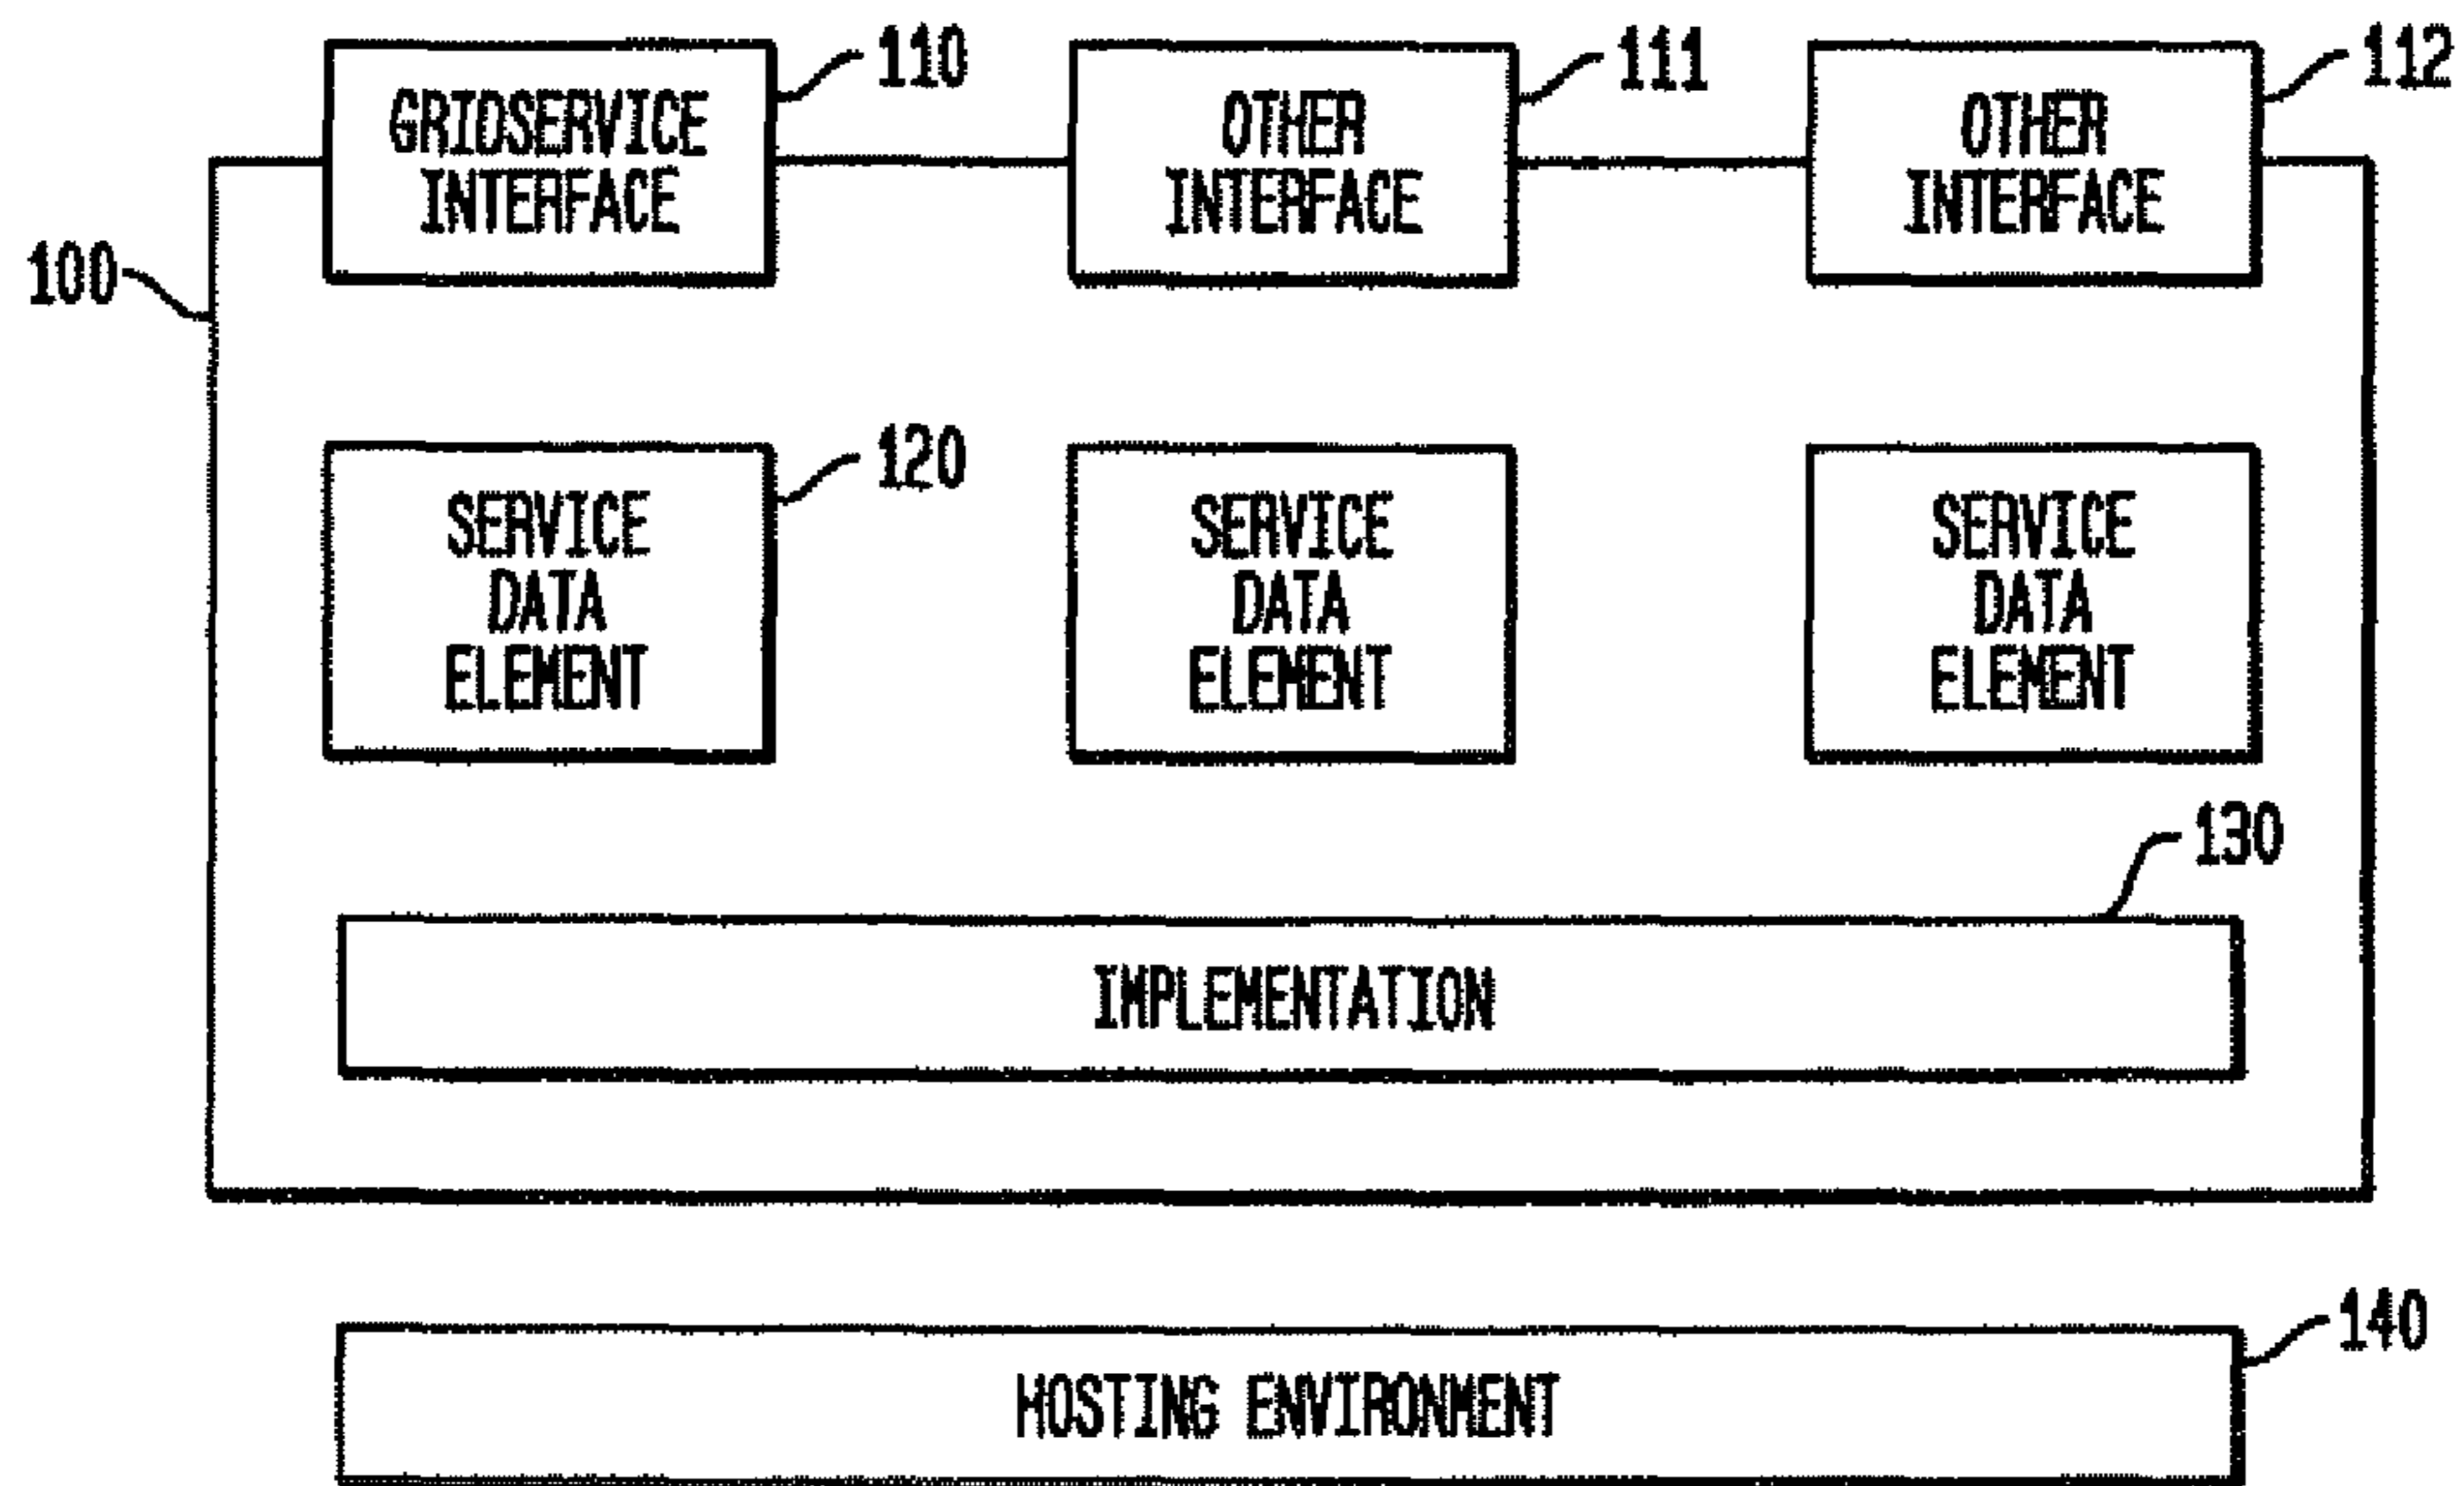 110
111
112
GRIDSERVICE
INTERFACE
OTHER
INTERFACE
OTHER
INTERFACE
100
120
SERVICE
DATA
ELEMENT
SERVICE
DATA
ELEMENT
SERVICE
DATA
ELEMENT
130
IMPLEMENTATION
140
HOSTING ENVIRONMENT